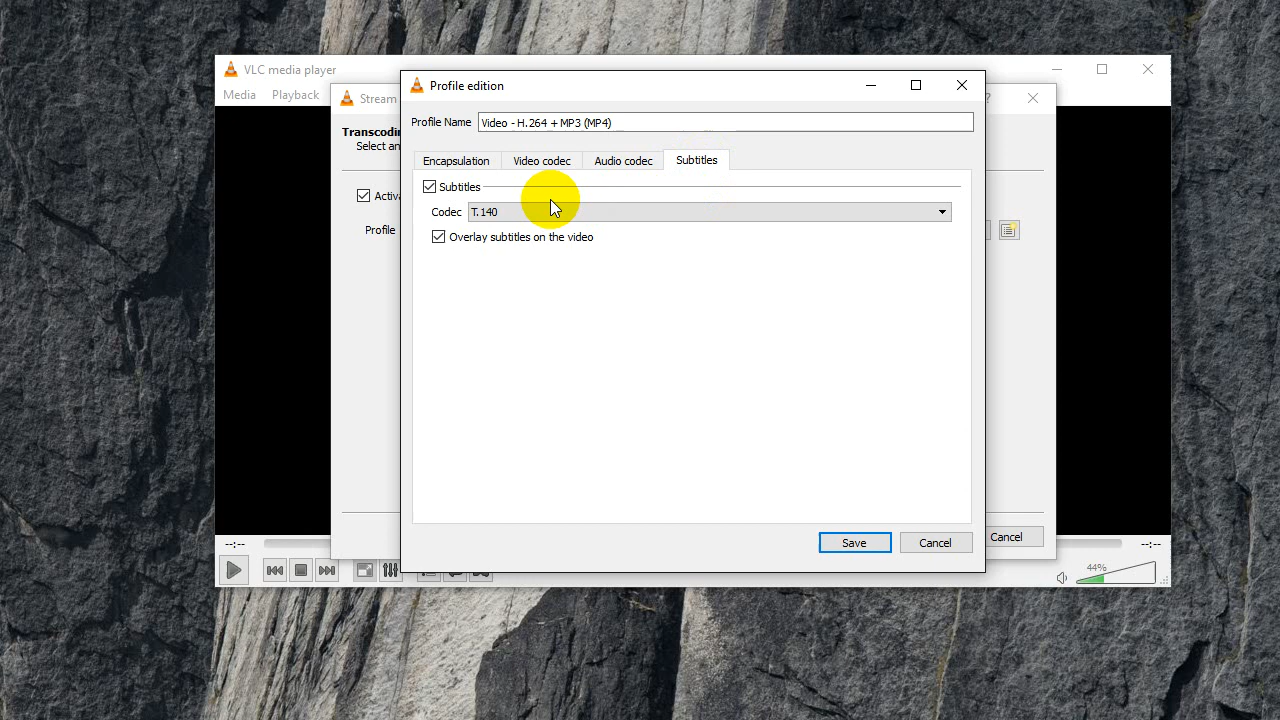 VLC media player
Media Playback
Stream
?
Transcodin
Select an
Activa
Profile
Profile edition
Profile Name Video - H.264 + MP3 (MP4)
Encapsulation Video codec Audio codec Subtitles
Subtitles
Codec T.140
Overlay subtitles on the video
Save Cancel
Cancel
--:-- --:--
44%